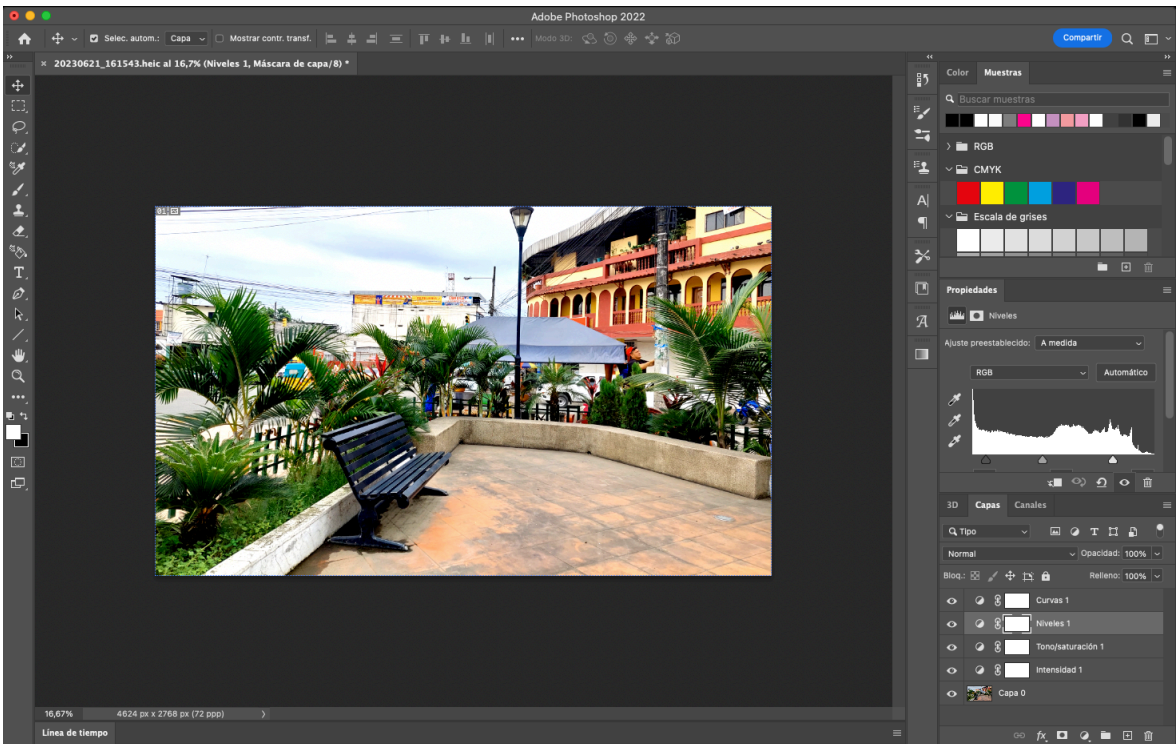 Adobe Photoshop 2022
Selec. autom.: Capa Mostrar contr. transf. Modo 3D: Compartir
20230621_161543.heic al 16,7% (Niveles 1, Máscara de capa/8) *
Color Muestras
Buscar muestras
RGB
CMYK
Escala de grises
Propiedades
Niveles
Ajuste preestablecido: A medida
RGB Automático
3D Capas Canales
Tipo
Normal Opacidad: 100%
Bloq.: Relleno: 100%
Curvas 1
Niveles 1
Tono/saturación 1
Intensidad 1
Capa 0
16,67% 4624 px x 2768 px (72 ppp)
Línea de tiempo
fx